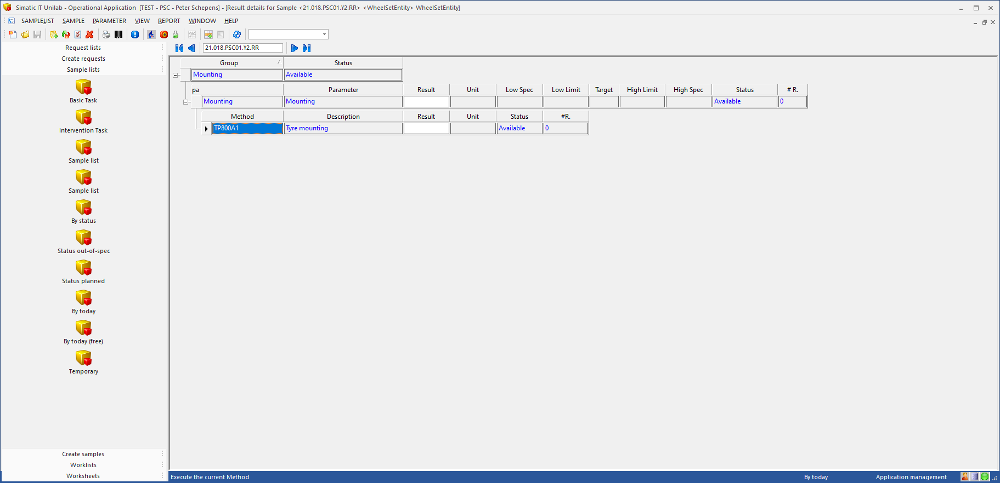 Simatic IT Unilab - Operational Application  [TEST - PSC - Peter Schepens] - [Result details for Sample <21.018.PSC01.Y2.RR> <WheelSetEntity> WheelSetEntity]
SAMPLELIST SAMPLE PARAMETER VIEW REPORT WINDOW HELP
Request lists
Create requests
Sample lists
Basic Task
Intervention Task
Sample list
Sample list
By status
Status out-of-spec
Status planned
By today
By today (free)
Temporary
Create samples
Worklists
Worksheets
21.018.PSC01.Y2.RR
Group Status
Mounting Available
pa Parameter Result Unit Low Spec Low Limit Target High Limit High Spec Status # R.
Mounting Mounting Available 0
Method Description Result Unit Status #R.
TP800A1 Tyre mounting Available 0
Execute the current Method By today Application management